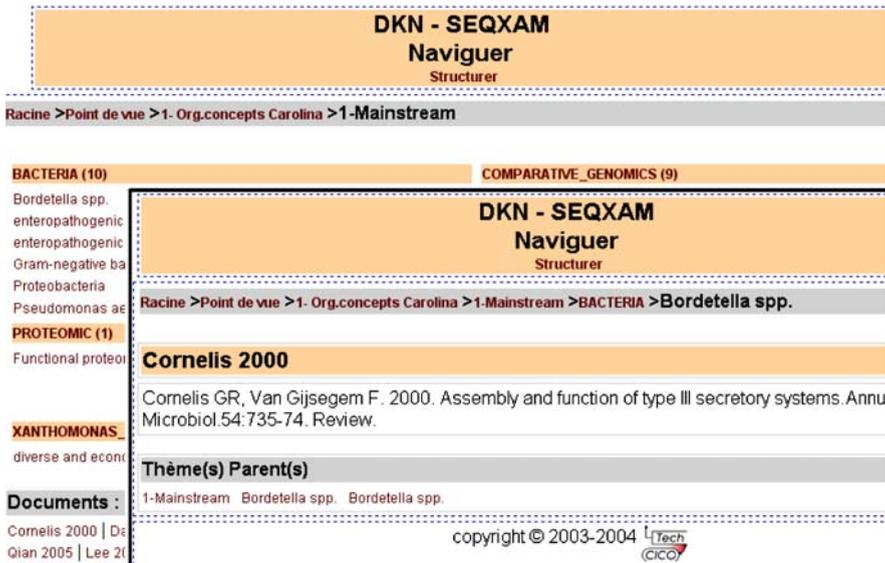 DKN - SEQXAM
Naviguer
Structurer
Racine >Point de vue >1- Org.concepts Carolina >1-Mainstream
BACTERIA (10)
COMPARATIVE_GENOMICS (9)
Bordetella spp.
enteropathogenic
enteropathogenic
Gram-negative ba
Proteobacteria
Pseudomonas ae
PROTEOMIC (1)
Functional proteo
XANTHOMONAS_
diverse and econo
Documents :
Cornelis 2000 | Da
Qian 2005 | Lee 20
DKN - SEQXAM
Naviguer
Structurer
Racine >Point de vue >1- Org.concepts Carolina >1-Mainstream >BACTERIA >Bordetella spp.
Cornelis 2000
Cornelis GR, Van Gijsegem F. 2000. Assembly and function of type III secretory systems. Annu
Microbiol.54:735-74. Review.
Thème(s) Parent(s)
1-Mainstream Bordetella spp. Bordetella spp.
copyright © 2003-2004 Tech
CICO